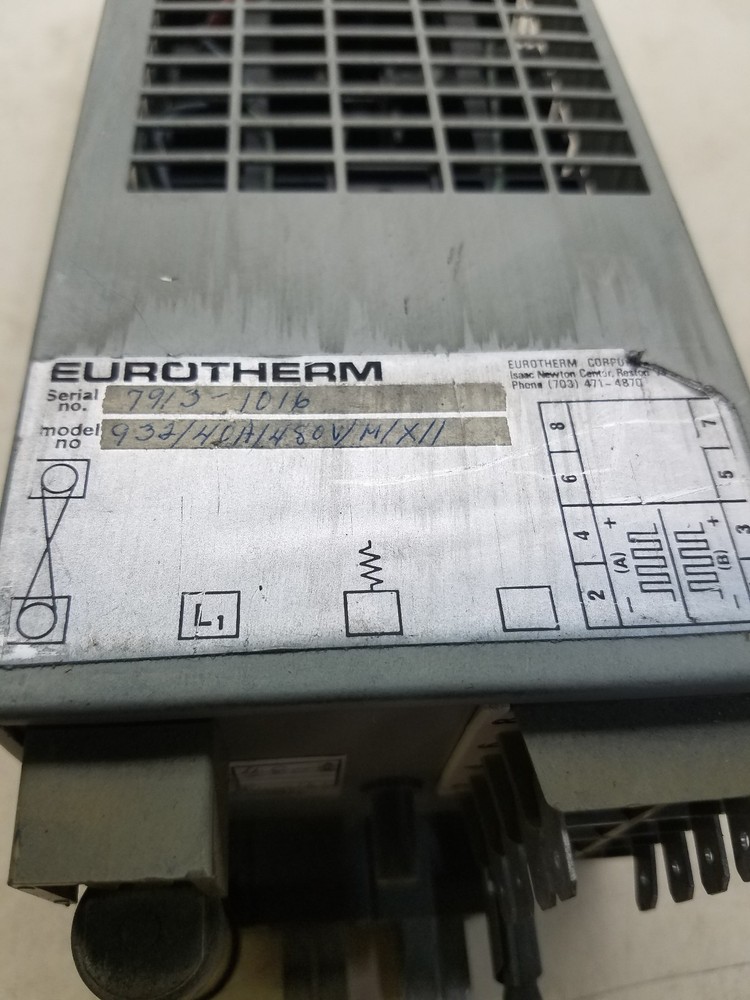 EUROTHERM
EUROTHERM CORPO
Isaac Newton Center, Reston
Phone (703) 471-4870
Serial no. 7913-1016
model no 932/40A/480V/M/X11
8 7
6 5
4 + (A) − + (B) − 3
2
L1